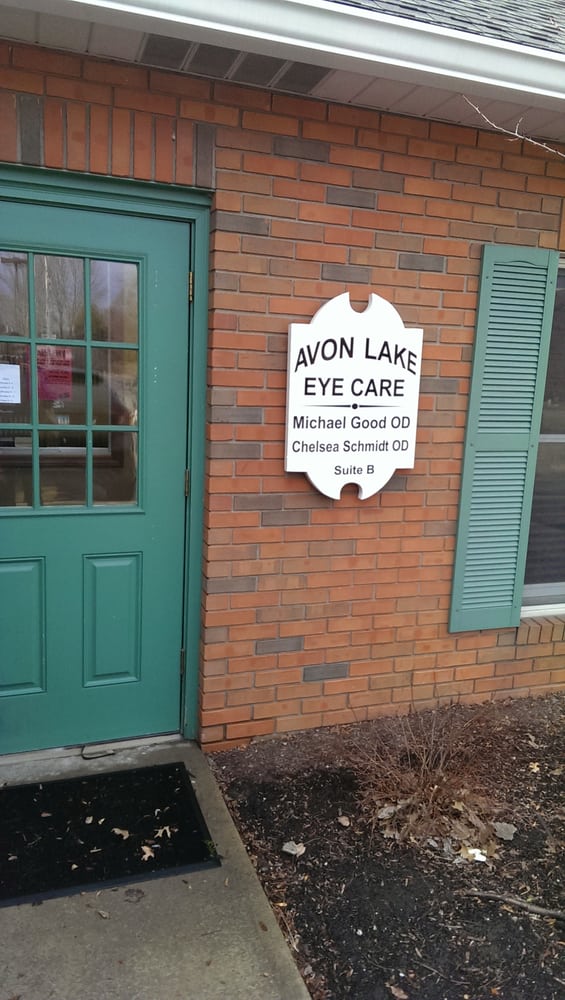 AVON LAKE
EYE CARE
Michael Good OD
Chelsea Schmidt OD
Suite B